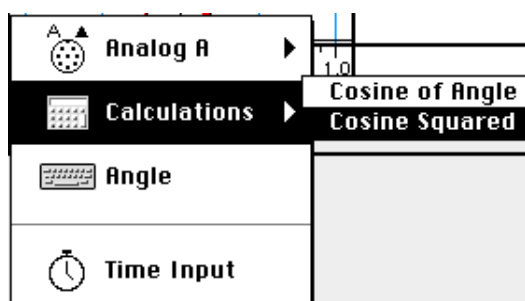 A
Analog A
1.0
Calculations
Cosine of Angle
Cosine Squared
Angle
Time Input